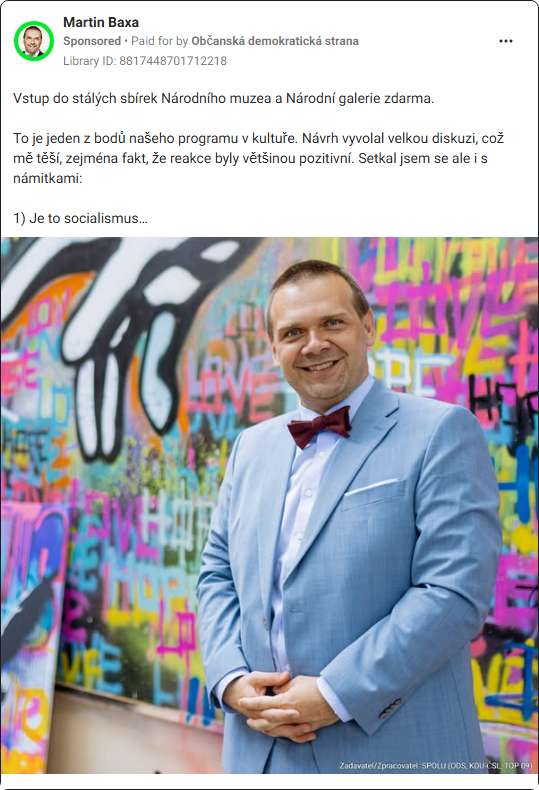 Martin Baxa
Sponsored • Paid for by Občanská demokratická strana
Library ID: 8817448701712218
Vstup do stálých sbírek Národního muzea a Národní galerie zdarma.
To je jeden z bodů našeho programu v kultuře. Návrh vyvolal velkou diskuzi, což
mě těší, zejména fakt, že reakce byly většinou pozitivní. Setkal jsem se ale i s
námitkami:
1) Je to socialismus...
LOVE
LOVE
HOPE
LOVE
HOPE
Zadavatel/Zpracovatel: SPOLU (ODS, KDU-ČSL, TOP 09)